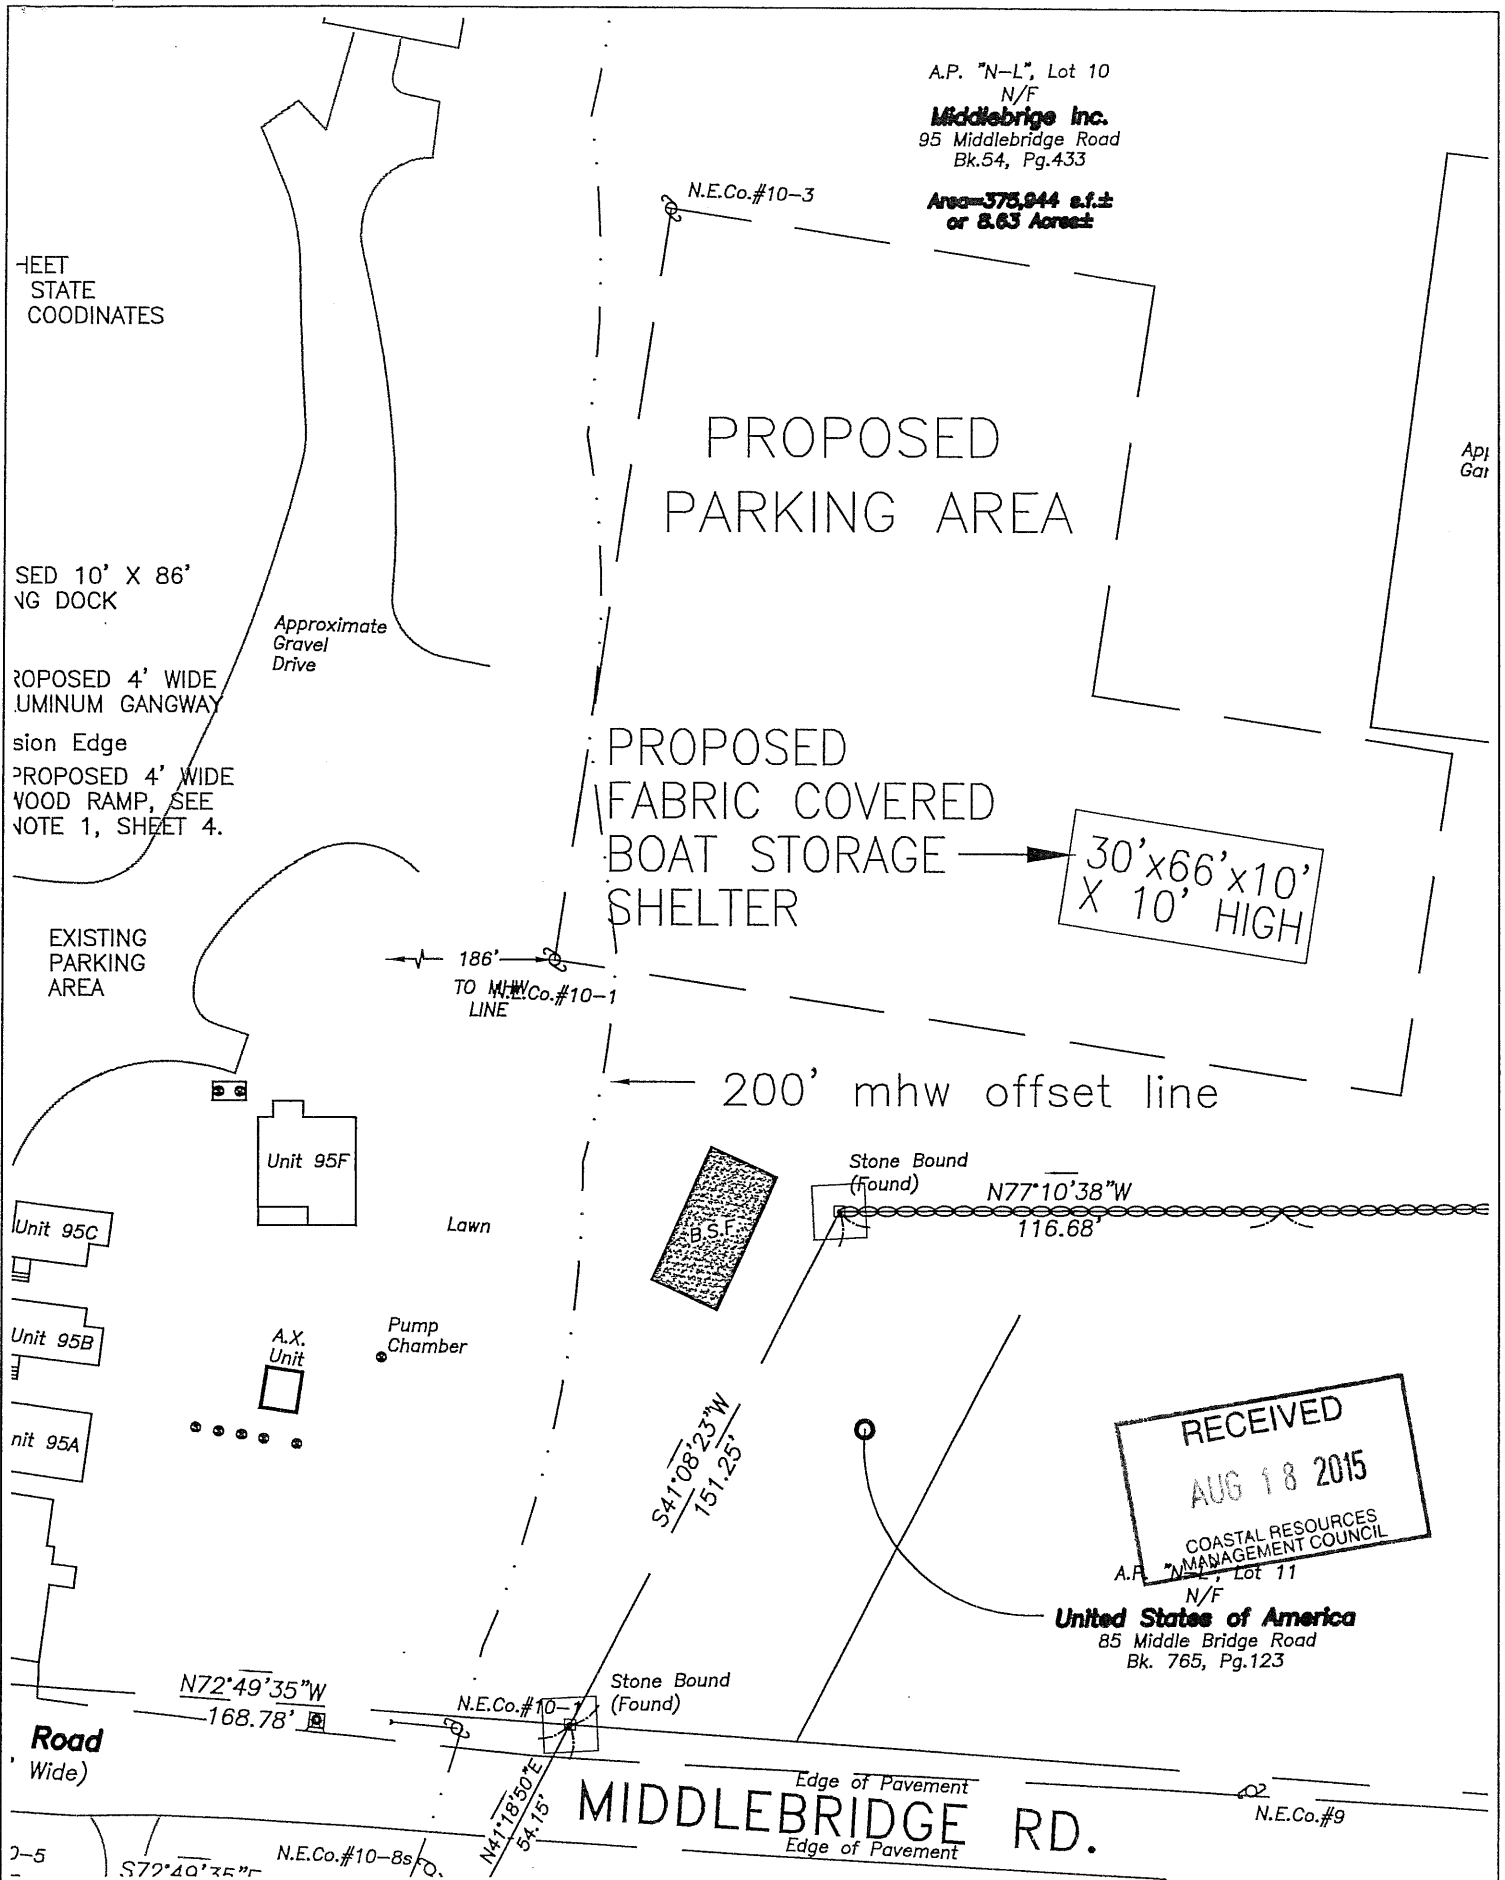 A.P. "N-L", Lot 10
N/F
Middlebrige Inc.
95 Middlebridge Road
Bk.54, Pg.433
Area=375,944 s.f.±
or 8.63 Acres±
N.E.Co.#10-3
HEET
STATE
COODINATES
PROPOSED
PARKING AREA
SED 10' X 86'
NG DOCK
Approximate
Gravel
Drive
ROPOSED 4' WIDE
UMINUM GANGWAY
sion Edge
PROPOSED 4' WIDE
WOOD RAMP, SEE
NOTE 1, SHEET 4.
PROPOSED
FABRIC COVERED
BOAT STORAGE
SHELTER
30'x66'x10'
X 10' HIGH
EXISTING
PARKING
AREA
186'
TO MHW
LINE
N.E.Co.#10-1
200' mhw offset line
Unit 95F
Stone Bound
(Found)
N77°10'38"W
116.68'
Unit 95C
Lawn
B.S.F.
Unit 95B
A.X.
Unit
Pump
Chamber
nit 95A
S41°08'23"W
151.25'
RECEIVED
AUG 18 2015
COASTAL RESOURCES
MANAGEMENT COUNCIL
A.P. "N-L", Lot 11
N/F
United States of America
85 Middle Bridge Road
Bk. 765, Pg.123
N72°49'35"W
168.78'
N.E.Co.#10-1
Stone Bound
(Found)
Road
' Wide)
N41°18'50"E
54.15'
Edge of Pavement
MIDDLEBRIDGE RD.
Edge of Pavement
N.E.Co.#9
N.E.Co.#10-8s
S72°49'35"E